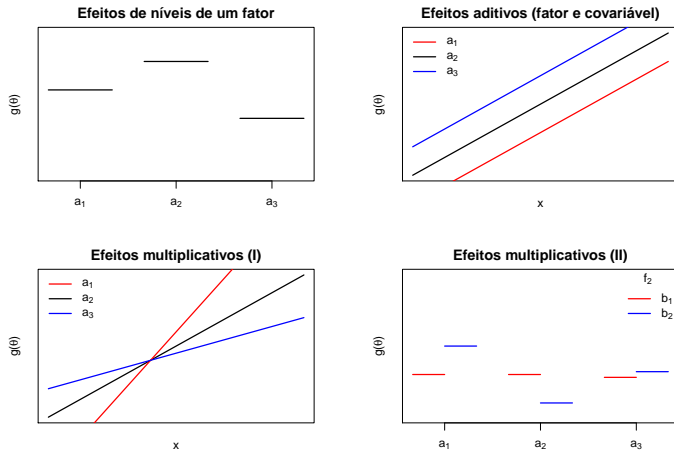 Efeitos de níveis de um fator
g(θ)
a₁ a₂ a₃
Efeitos aditivos (fator e covariável)
a₁
a₂
a₃
g(θ)
x
Efeitos multiplicativos (I)
a₁
a₂
a₃
g(θ)
x
Efeitos multiplicativos (II)
f₂
b₁
b₂
g(θ)
a₁ a₂ a₃